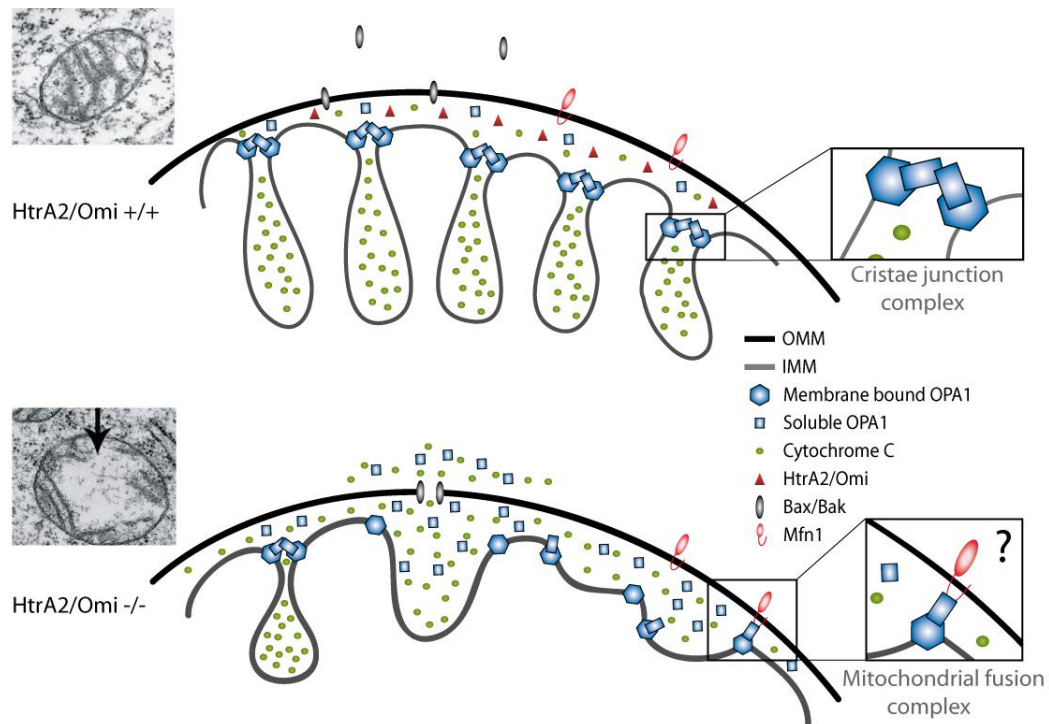 HtrA2/Omi +/+
Cristae junction
complex
OMM
IMM
Membrane bound OPA1
Soluble OPA1
Cytochrome C
HtrA2/Omi
Bax/Bak
Mfn1
HtrA2/Omi -/-
?
Mitochondrial fusion
complex